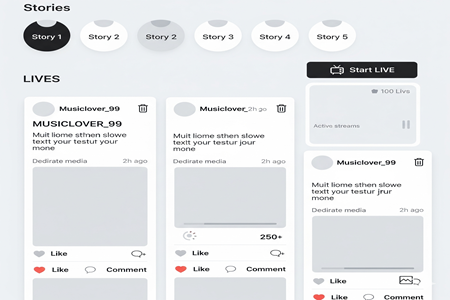 Stories
Story 1
Story 2
Story 2
Story 3
Story 4
Story 5
LIVES
Start LIVE
100 Livs
Active streams
Musiclover_99
MUSICLOVER_99
Muit liome sthen slowe
textt your testur your
mone
Dedirate media 2h ago
Like
Like Comment
Musiclover_2h go
Muit liome sthen slowe
textt your testur jour
mone
Dedirate media 2h ago
250+
Like
Like Comment
Musiclover_99
Muit liome sthen slowe
textt your testur jrur
mone
Dedirate media 2h ago
Like
Like Comment